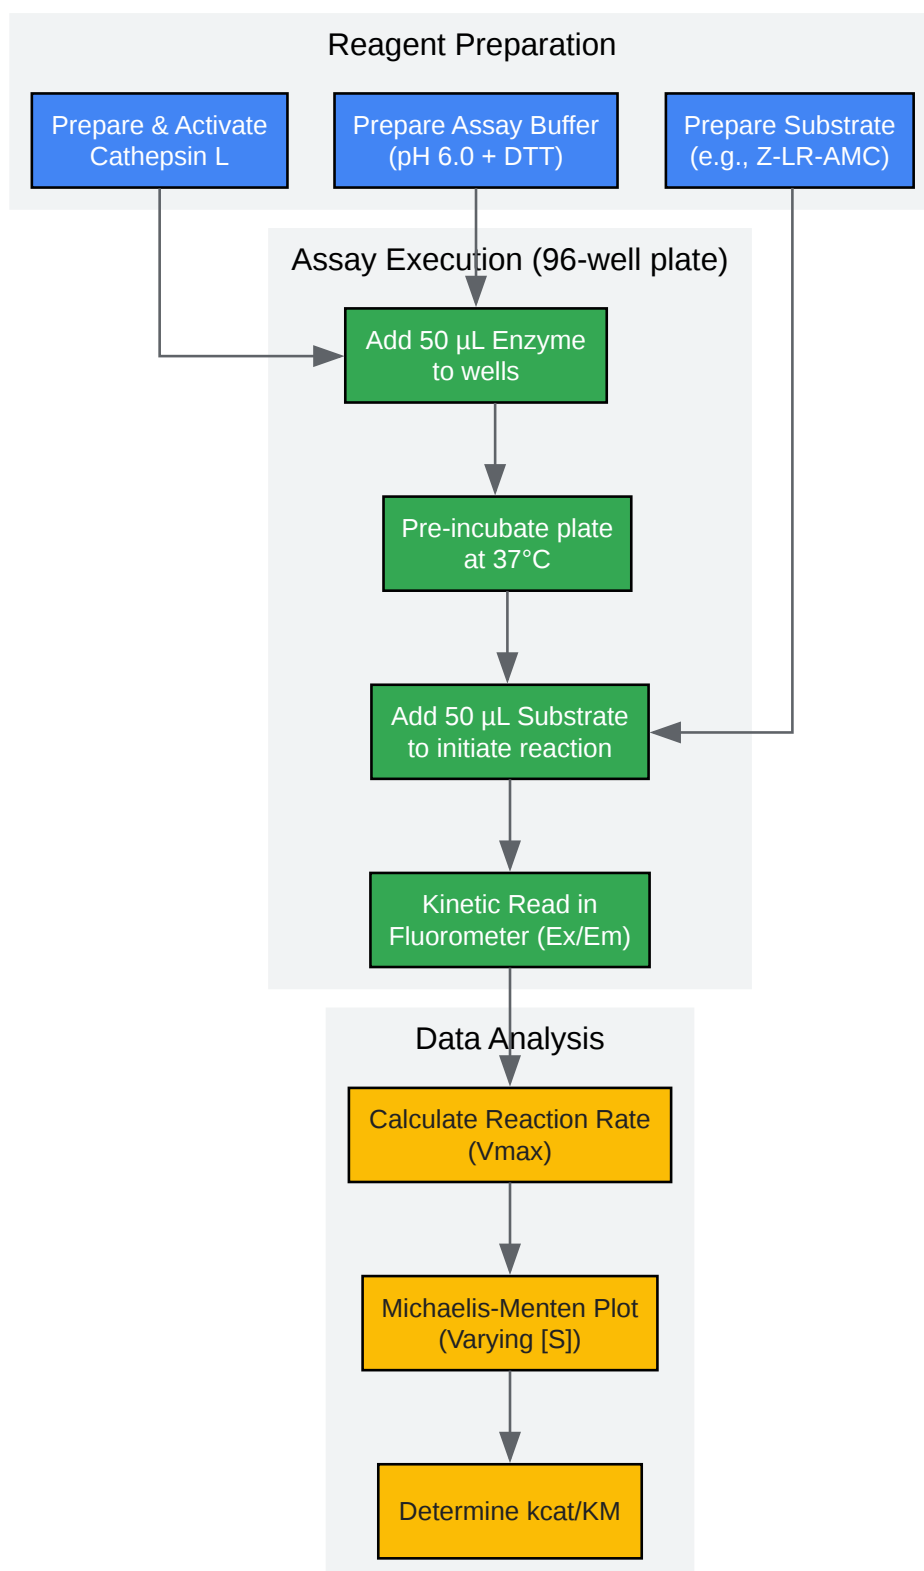 Reagent Preparation
Prepare & Activate
Cathepsin L
Prepare Assay Buffer
(pH 6.0 + DTT)
Prepare Substrate
(e.g., Z-LR-AMC)
Assay Execution (96-well plate)
Add 50 µL Enzyme
to wells
Pre-incubate plate
at 37°C
Add 50 µL Substrate
to initiate reaction
Kinetic Read in
Fluorometer (Ex/Em)
Data Analysis
Calculate Reaction Rate
(Vmax)
Michaelis-Menten Plot
(Varying [S])
Determine kcat/KM